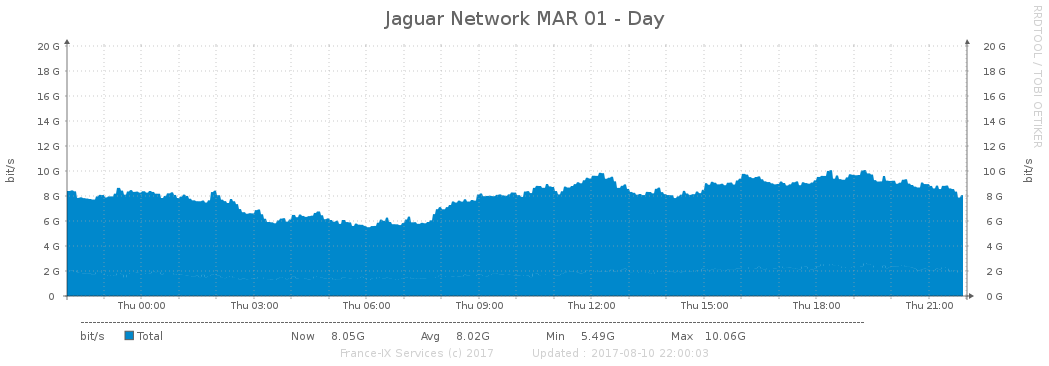 Jaguar Network MAR 01 - Day
RRDTOOL / TOBI OETIKER
bit/s
20 G 20 G
18 G 18 G
16 G 16 G
14 G 14 G
12 G 12 G
10 G 10 G
8 G 8 G
6 G 6 G
4 G 4 G
2 G 2 G
0 0 G
bit/s
Thu 00:00 Thu 03:00 Thu 06:00 Thu 09:00 Thu 12:00 Thu 15:00 Thu 18:00 Thu 21:00
bit/s Total Now 8.05G Avg 8.02G Min 5.49G Max 10.06G
France-IX Services (c) 2017 Updated : 2017-08-10 22:00:03